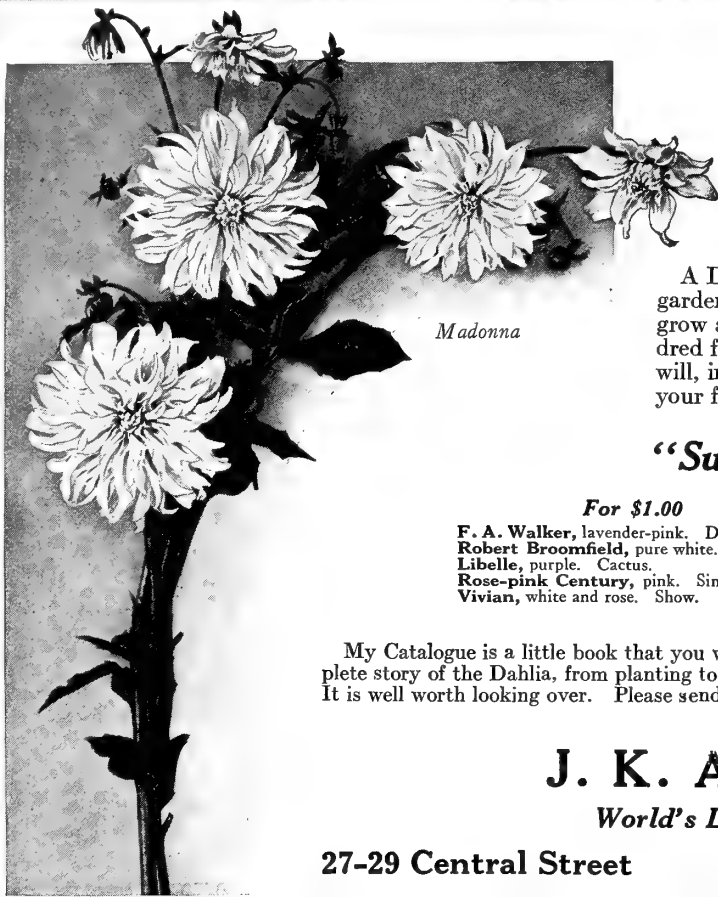 Madonna
A
garden
grow
dred
will,
your
"Su
For $1.00
F. A. Walker, lavender-pink. D
Robert Broomfield, pure white.
Libelle, purple. Cactus.
Rose-pink Century, pink. Sin
Vivian, white and rose. Show.
My Catalogue is a little book that you
plete story of the Dahlia, from planting to
It is well worth looking over. Please send
J. K. A
World's L
27-29 Central Street